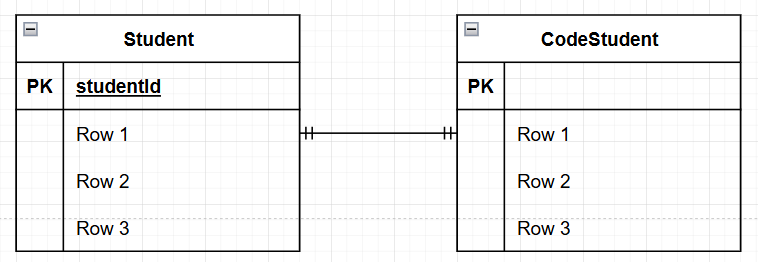 Student
PK studentId
Row 1
Row 2
Row 3
CodeStudent
PK
Row 1
Row 2
Row 3